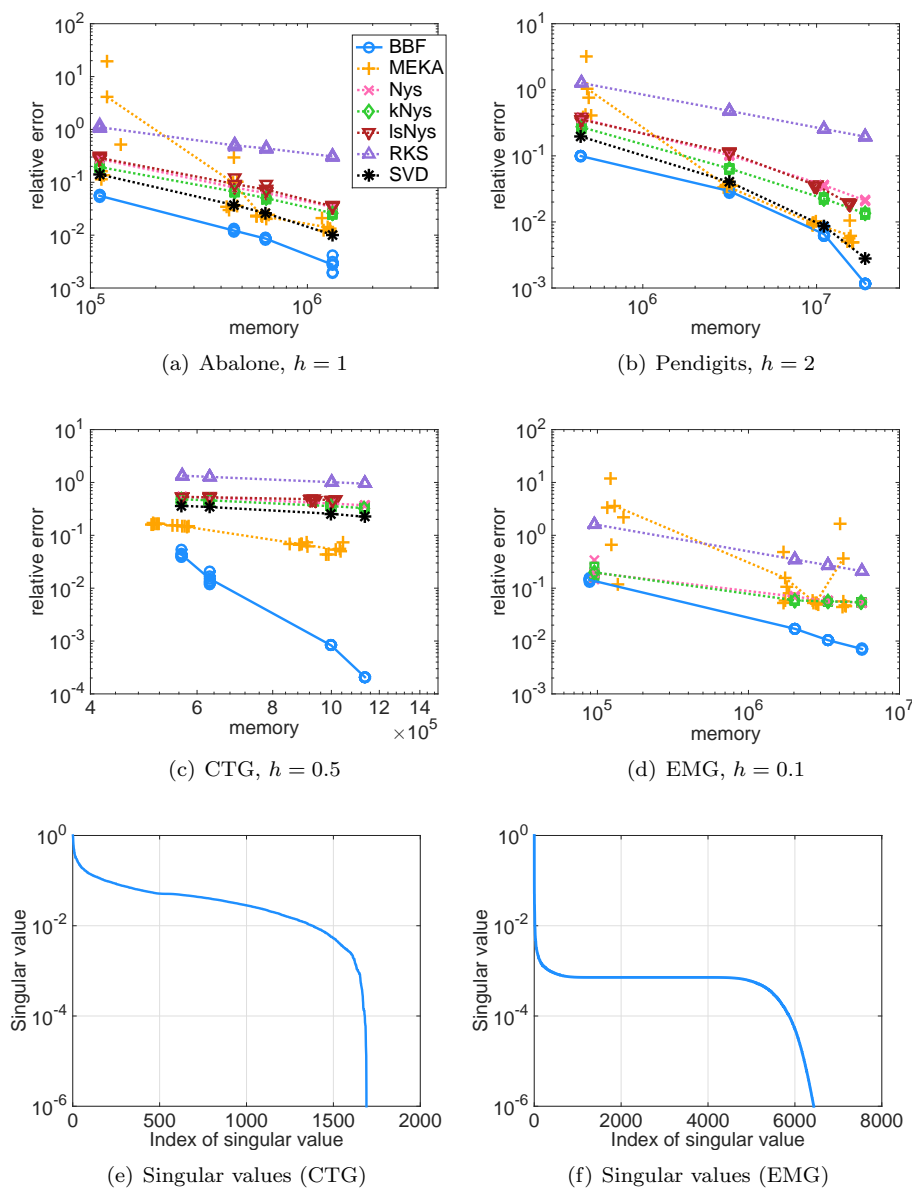 10^2
10^1
10^0
10^-1
10^-2
10^-3
relative error
10^5
10^6
memory
BBF
MEKA
Nys
kNys
lsNys
RKS
SVD
(a) Abalone, h = 1
10^1
10^0
10^-1
10^-2
10^-3
relative error
10^6
10^7
memory
(b) Pendigits, h = 2
10^1
10^0
10^-1
10^-2
10^-3
10^-4
relative error
4 6 8 10 12 14
memory
×10^5
(c) CTG, h = 0.5
10^2
10^1
10^0
10^-1
10^-2
10^-3
relative error
10^5
10^6
10^7
memory
(d) EMG, h = 0.1
10^0
10^-2
10^-4
10^-6
Singular value
0 500 1000 1500 2000
Index of singular value
(e) Singular values (CTG)
10^0
10^-2
10^-4
10^-6
Singular value
0 2000 4000 6000 8000
Index of singular value
(f) Singular values (EMG)